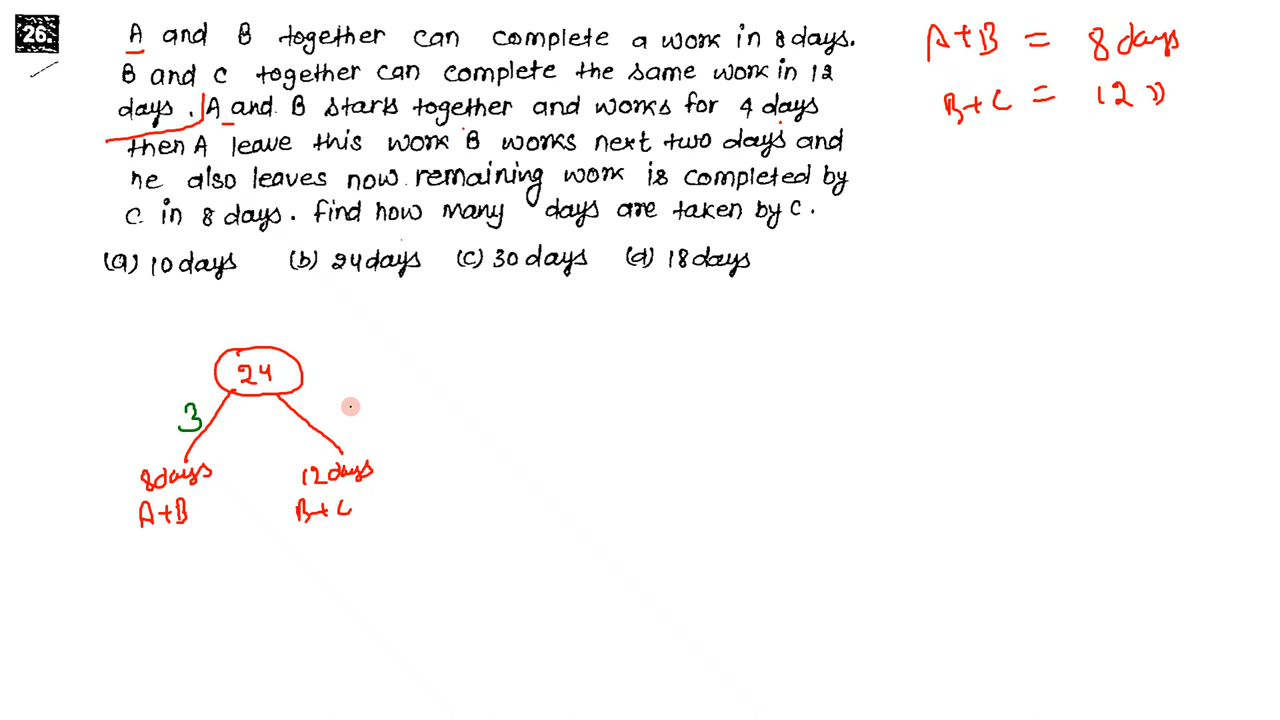 26.
A and B together can complete a work in 8 days.
B and C together can complete the same work in 12
days. A and B starts together and works for 4 days
then A leave this work B works next two days and
he also leaves now remaining work is completed by
C in 8 days. Find how many days are taken by C.
(a) 10 days (b) 24 days (c) 30 days (d) 18 days
A+B = 8 days
B+C = 12 "
24
3
8 days 12 days
A+B B+C